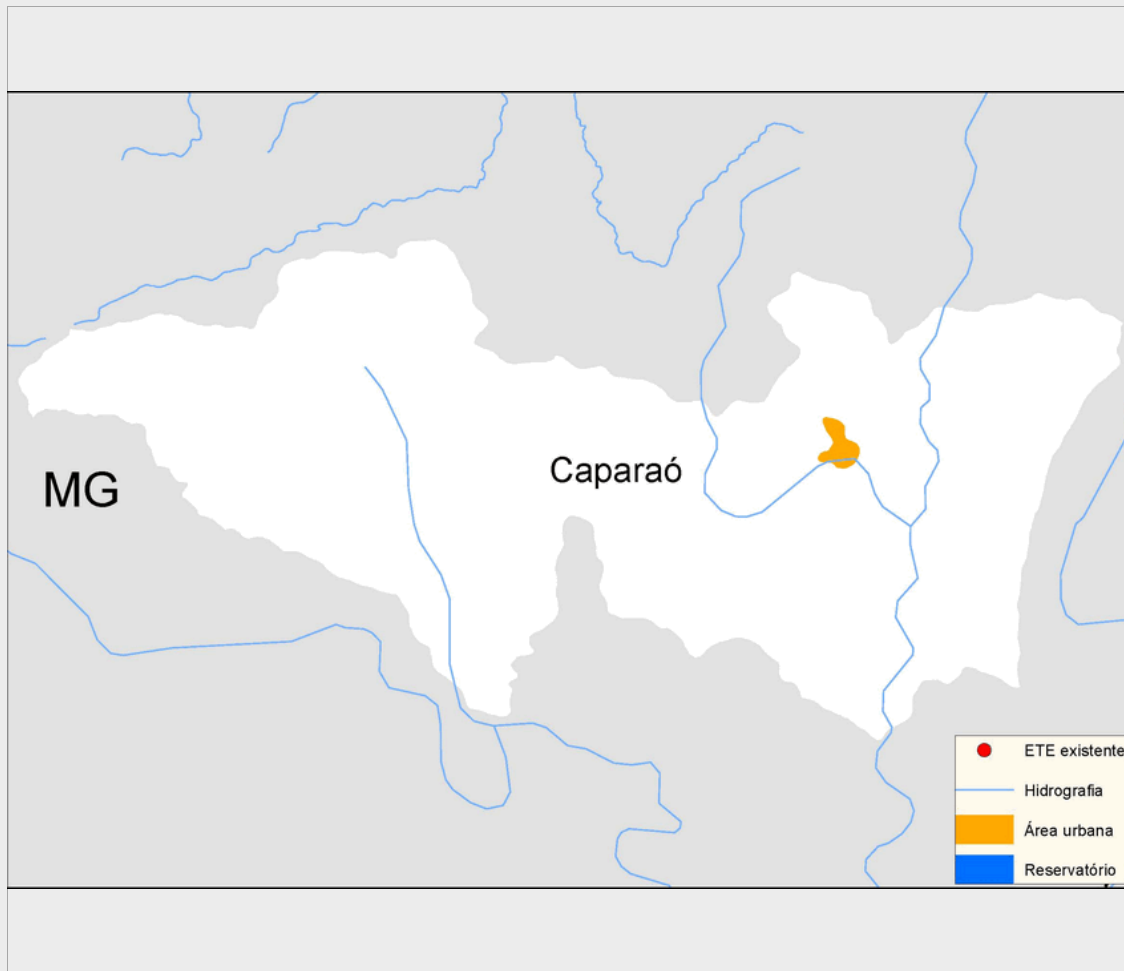 Caparaó
MG
ETE existente
Hidrografia
Área urbana
Reservatório